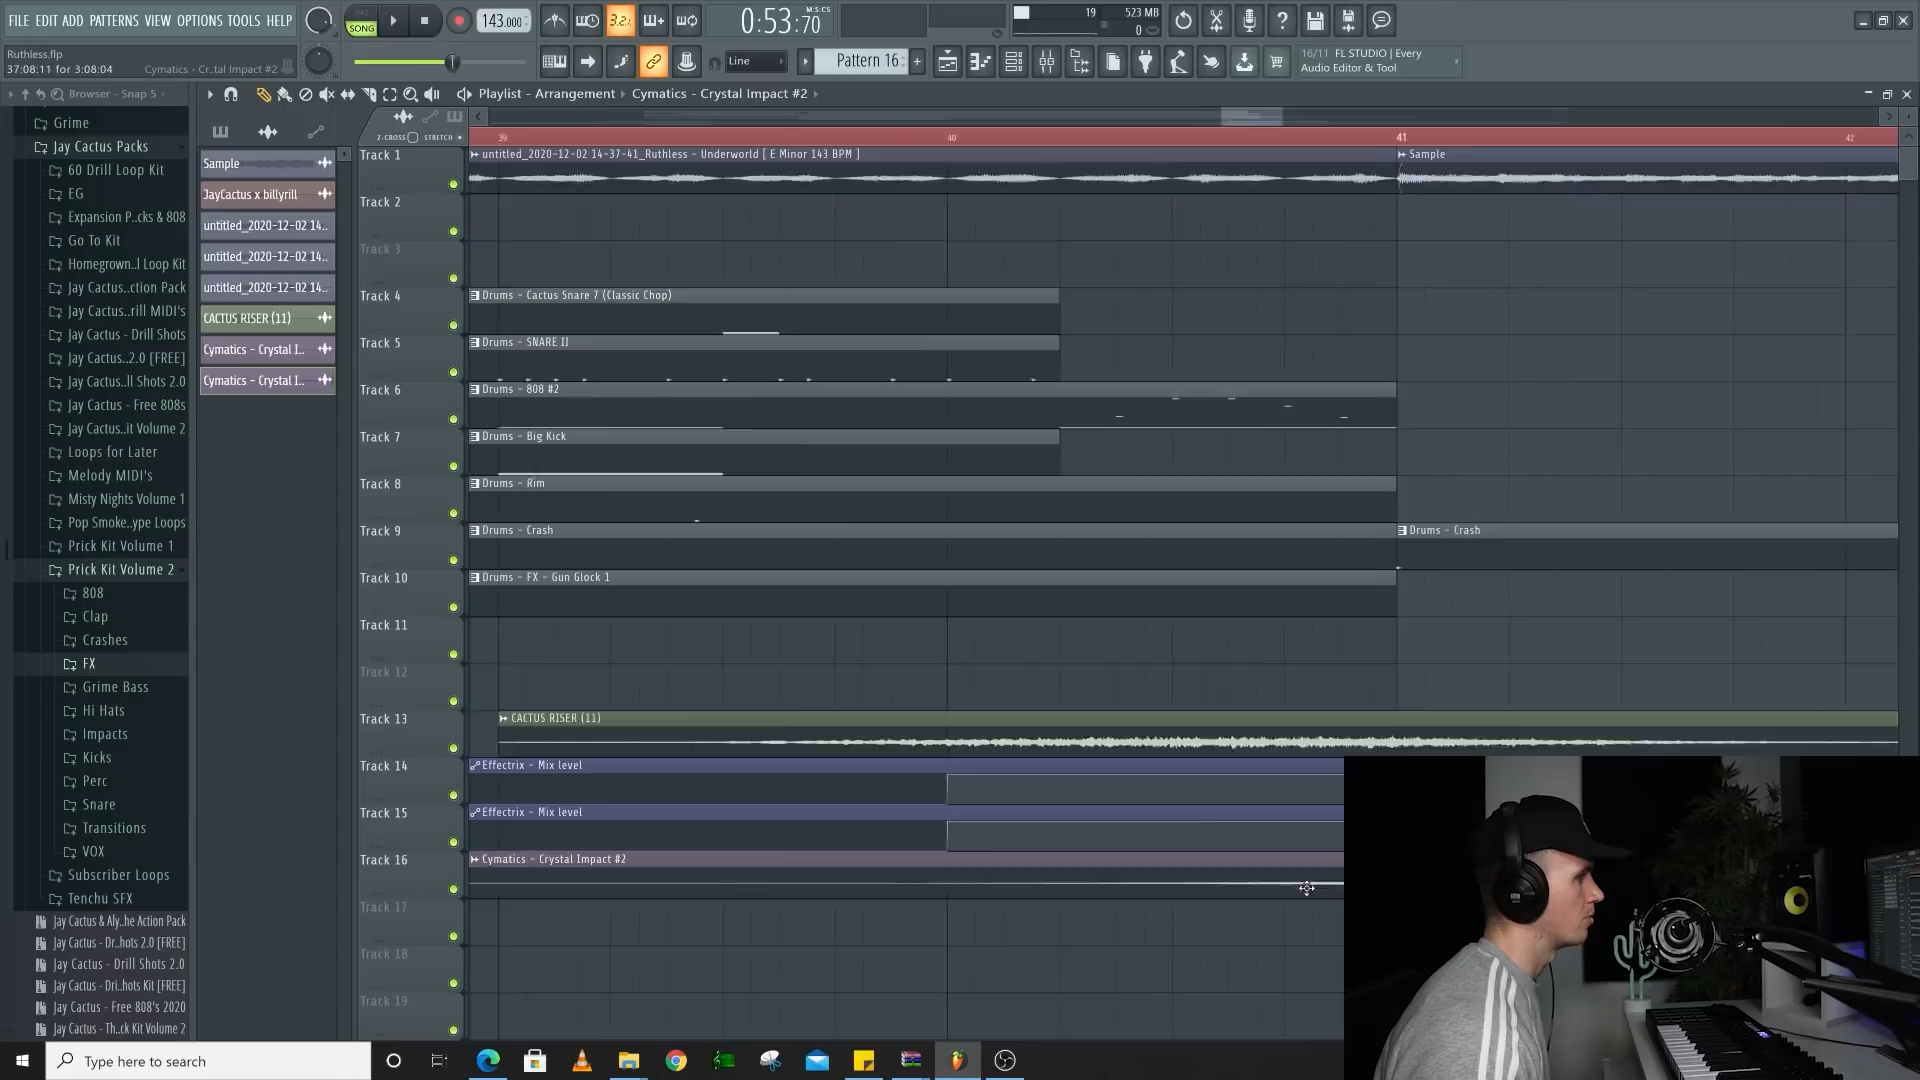 FILE EDIT ADD PATTERNS VIEW OPTIONS TOOLS HELP
PAT
SONG
143.000
3.2.
0:53:70
M:S:CS
19
523 MB
0
Ruthless.flp
37:08:11 for 3:08:04
Cymatics - Cr..tal Impact #2
Line
Pattern 16
16/11 FL STUDIO | Every
Audio Editor & Tool
Browser - Snap 5
Playlist - Arrangement
Cymatics - Crystal Impact #2
Grime
Jay Cactus Packs
60 Drill Loop Kit
EG
Expansion P..cks & 808
Go To Kit
Homegrown..l Loop Kit
Jay Cactus..ction Pack
Jay Cactus..rill MIDI's
Jay Cactus - Drill Shots
Jay Cactus..2.0 [FREE]
Jay Cactus..ll Shots 2.0
Jay Cactus - Free 808s
Jay Cactus..it Volume 2
Loops for Later
Melody MIDI's
Misty Nights Volume 1
Pop Smoke..ype Loops
Prick Kit Volume 1
Prick Kit Volume 2
808
Clap
Crashes
FX
Grime Bass
Hi Hats
Impacts
Kicks
Perc
Snare
Transitions
VOX
Subscriber Loops
Tenchu SFX
Jay Cactus & Aly..he Action Pack
Jay Cactus - Dr..hots 2.0 [FREE]
Jay Cactus - Drill Shots 2.0
Jay Cactus - Dri..hots Kit [FREE]
Jay Cactus - Free 808's 2020
Jay Cactus - Th..ck Kit Volume 2
Sample
JayCactus x billyrill
untitled_2020-12-02 14..
untitled_2020-12-02 14..
untitled_2020-12-02 14..
CACTUS RISER (11)
Cymatics - Crystal I..
Cymatics - Crystal I..
Z-CROSS
STRETCH
39
40
41
42
Track 1
untitled_2020-12-02 14-37-41_Ruthless - Underworld [ E Minor 143 BPM ]
Sample
Track 2
Track 3
Track 4
Drums - Cactus Snare 7 (Classic Chop)
Track 5
Drums - SNARE II
Track 6
Drums - 808 #2
Track 7
Drums - Big Kick
Track 8
Drums - Rim
Track 9
Drums - Crash
Drums - Crash
Track 10
Drums - FX - Gun Glock 1
Track 11
Track 12
Track 13
CACTUS RISER (11)
Track 14
Effectrix - Mix level
Track 15
Effectrix - Mix level
Track 16
Cymatics - Crystal Impact #2
Track 17
Track 18
Track 19
Type here to search